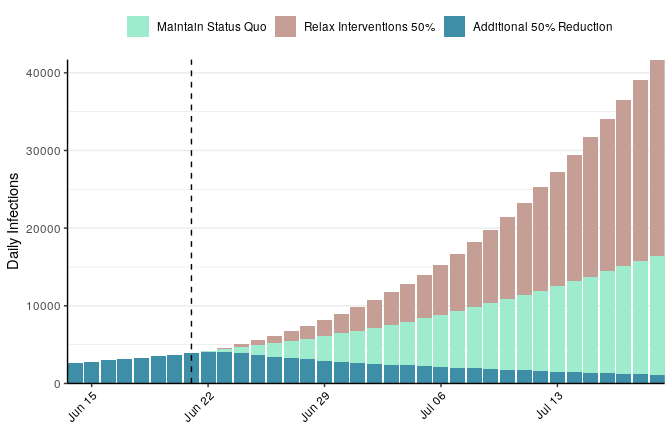 Maintain Status Quo Relax Interventions 50% Additional 50% Reduction
Daily Infections
40000
30000
20000
10000
0
Jun 15 Jun 22 Jun 29 Jul 06 Jul 13